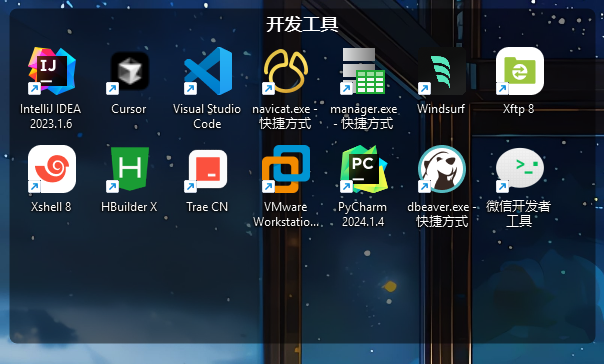 开发工具
IJ
IntelliJ IDEA
2023.1.6
Cursor
Visual Studio
Code
navicat.exe -
快捷方式
manager.exe
- 快捷方式
Windsurf
Xftp 8
Xshell 8
H
HBuilder X
Trae CN
VMware
Workstatio...
PC
PyCharm
2024.1.4
dbeaver.exe -
快捷方式
>_
微信开发者
工具